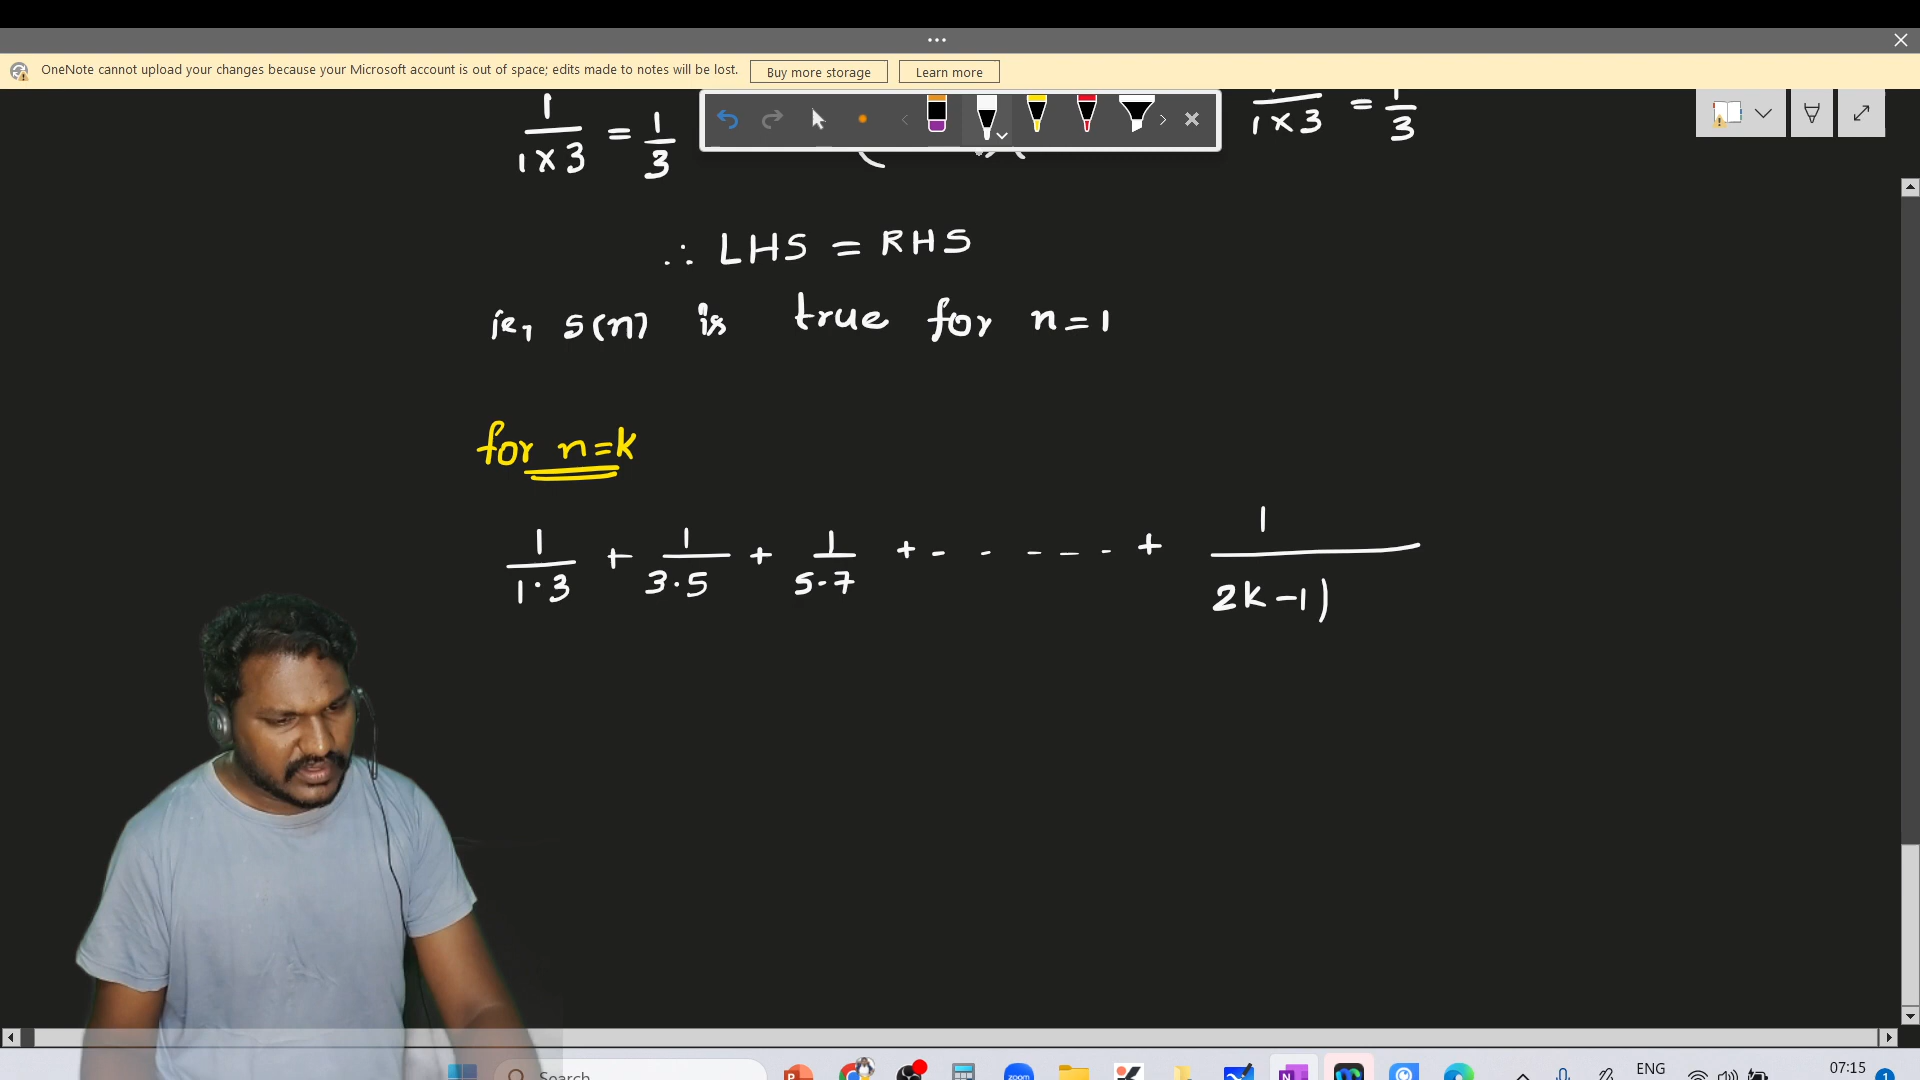 OneNote cannot upload your changes because your Microsoft account is out of space; edits made to notes will be lost. Buy more storage Learn more
1/(1×3) = 1/3
1×3 = 1/3
∴ LHS = RHS
ie, S(n) is true for n=1
for n=k
1/(1·3) + 1/(3·5) + 1/(5·7) + - - - - - + 1/(2k-1)
Search
ENG
07:15